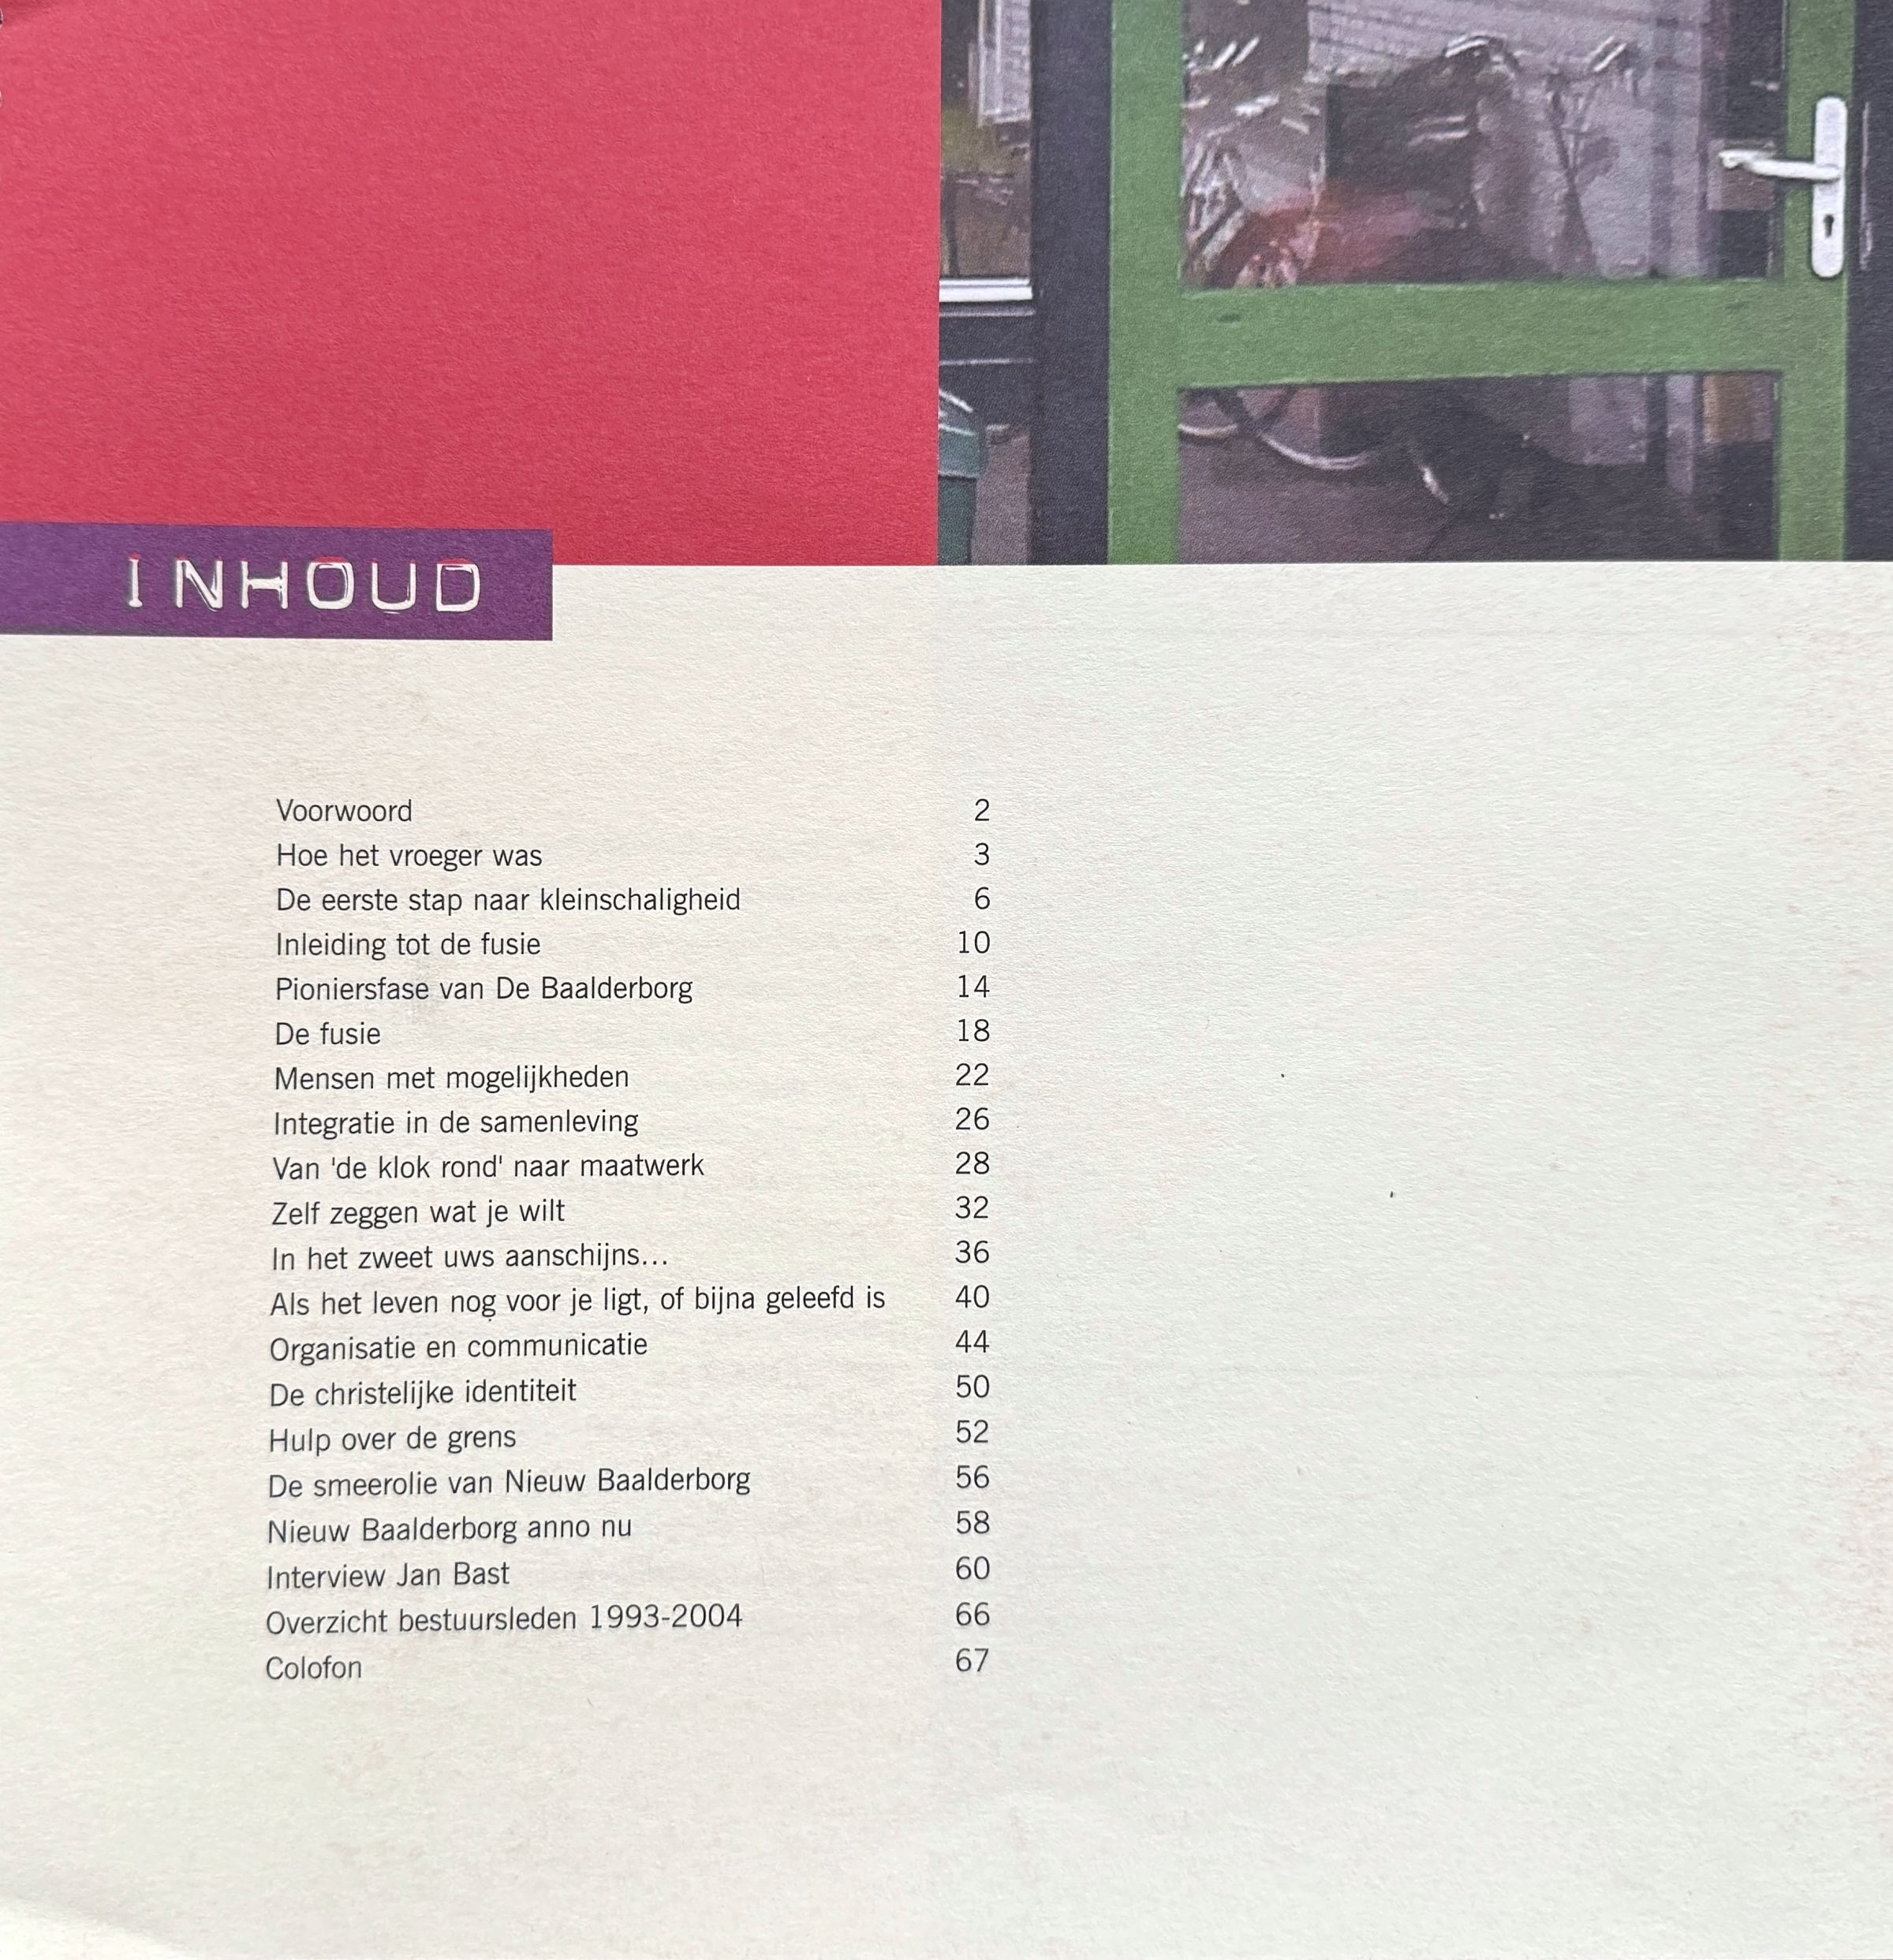 INHOUD
Voorwoord 2
Hoe het vroeger was 3
De eerste stap naar kleinschaligheid 6
Inleiding tot de fusie 10
Pioniersfase van De Baalderborg 14
De fusie 18
Mensen met mogelijkheden 22
Integratie in de samenleving 26
Van 'de klok rond' naar maatwerk 28
Zelf zeggen wat je wilt 32
In het zweet uws aanschijns... 36
Als het leven nog voor je ligt, of bijna geleefd is 40
Organisatie en communicatie 44
De christelijke identiteit 50
Hulp over de grens 52
De smeerolie van Nieuw Baalderborg 56
Nieuw Baalderborg anno nu 58
Interview Jan Bast 60
Overzicht bestuursleden 1993-2004 66
Colofon 67